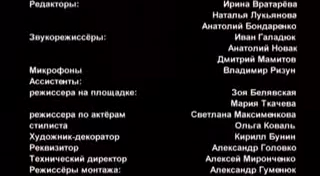 Редакторы: Ирина Вратарёва
Наталья Лукьянова
Анатолий Бондаренко
Звукорежиссёры: Иван Галадюк
Анатолий Новак
Дмитрий Мамитов
Микрофоны Владимир Ризун
Ассистенты:
режиссера на площадке: Зоя Белявская
Мария Ткачева
режиссера по актёрам Светлана Максименкова
стилиста Ольга Коваль
Художник-декоратор Кирилл Бунин
Реквизитор Александр Головко
Технический директор Алексей Миронченко
Режиссёры монтажа: Александр Гуменюк